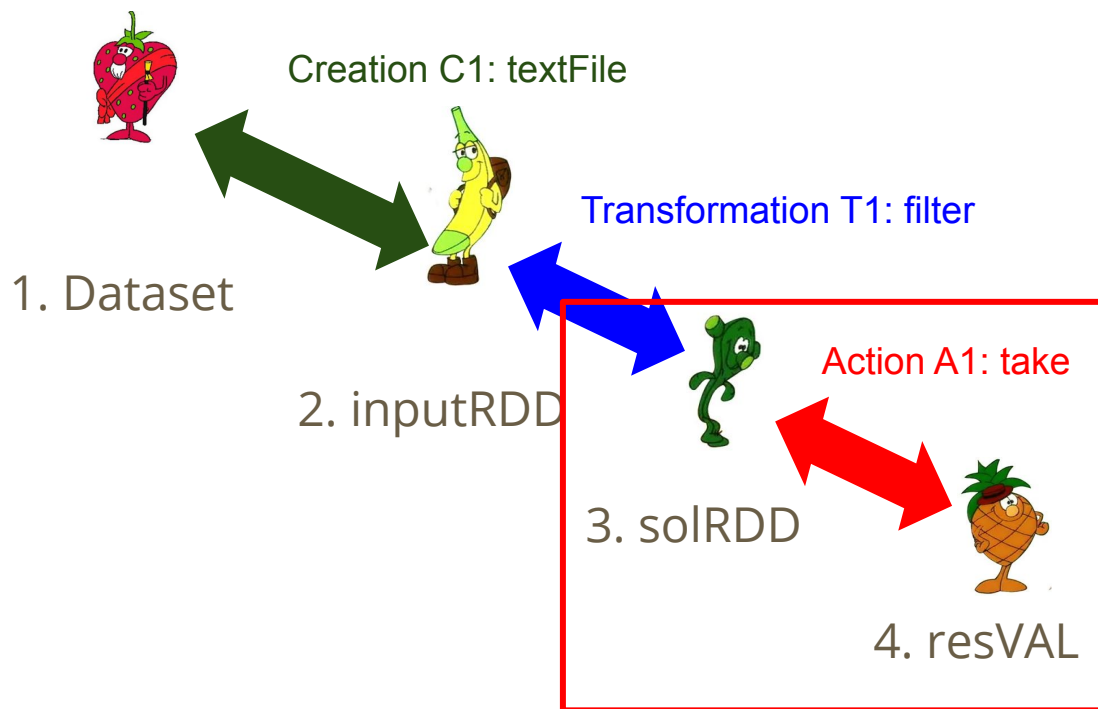 Creation C1: textFile
Transformation T1: filter
1. Dataset
Action A1: take
2. inputRDD
3. solRDD
4. resVAL